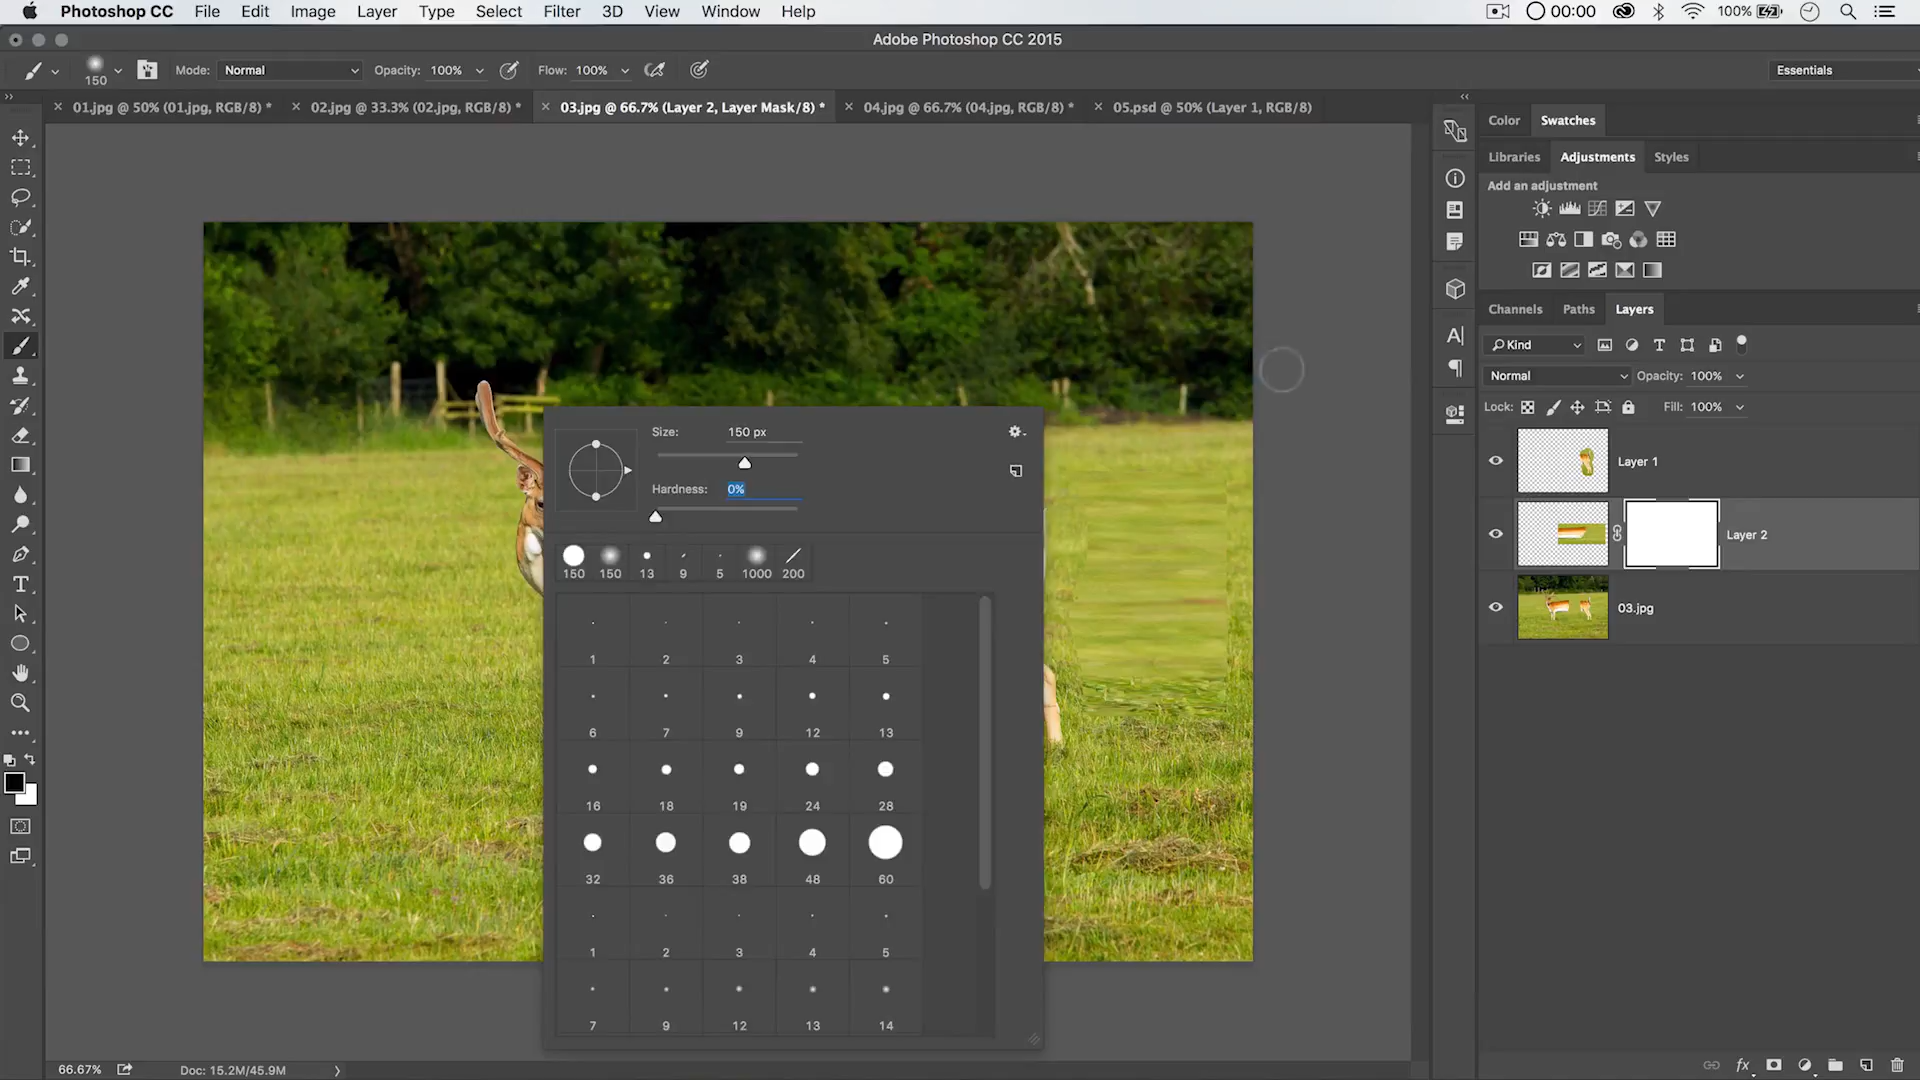 Photoshop CC File Edit Image Layer Type Select Filter 3D View Window Help 00:00 100%
Adobe Photoshop CC 2015
150 Mode: Normal Opacity: 100% Flow: 100% Essentials
01.jpg @ 50% (01.jpg, RGB/8) * 02.jpg @ 33.3% (02.jpg, RGB/8) * 03.jpg @ 66.7% (Layer 2, Layer Mask/8) * 04.jpg @ 66.7% (04.jpg, RGB/8) * 05.psd @ 50% (Layer 1, RGB/8)
Color Swatches
Libraries Adjustments Styles
Add an adjustment
Channels Paths Layers
Kind
Normal Opacity: 100%
Lock: Fill: 100%
Layer 1
Layer 2
03.jpg
Size: 150 px
Hardness: 0%
150 150 13 9 5 1000 200
1 2 3 4 5
6 7 9 12 13
16 18 19 24 28
32 36 38 48 60
1 2 3 4 5
7 9 12 13 14
66.67% Doc: 15.2M/45.9M